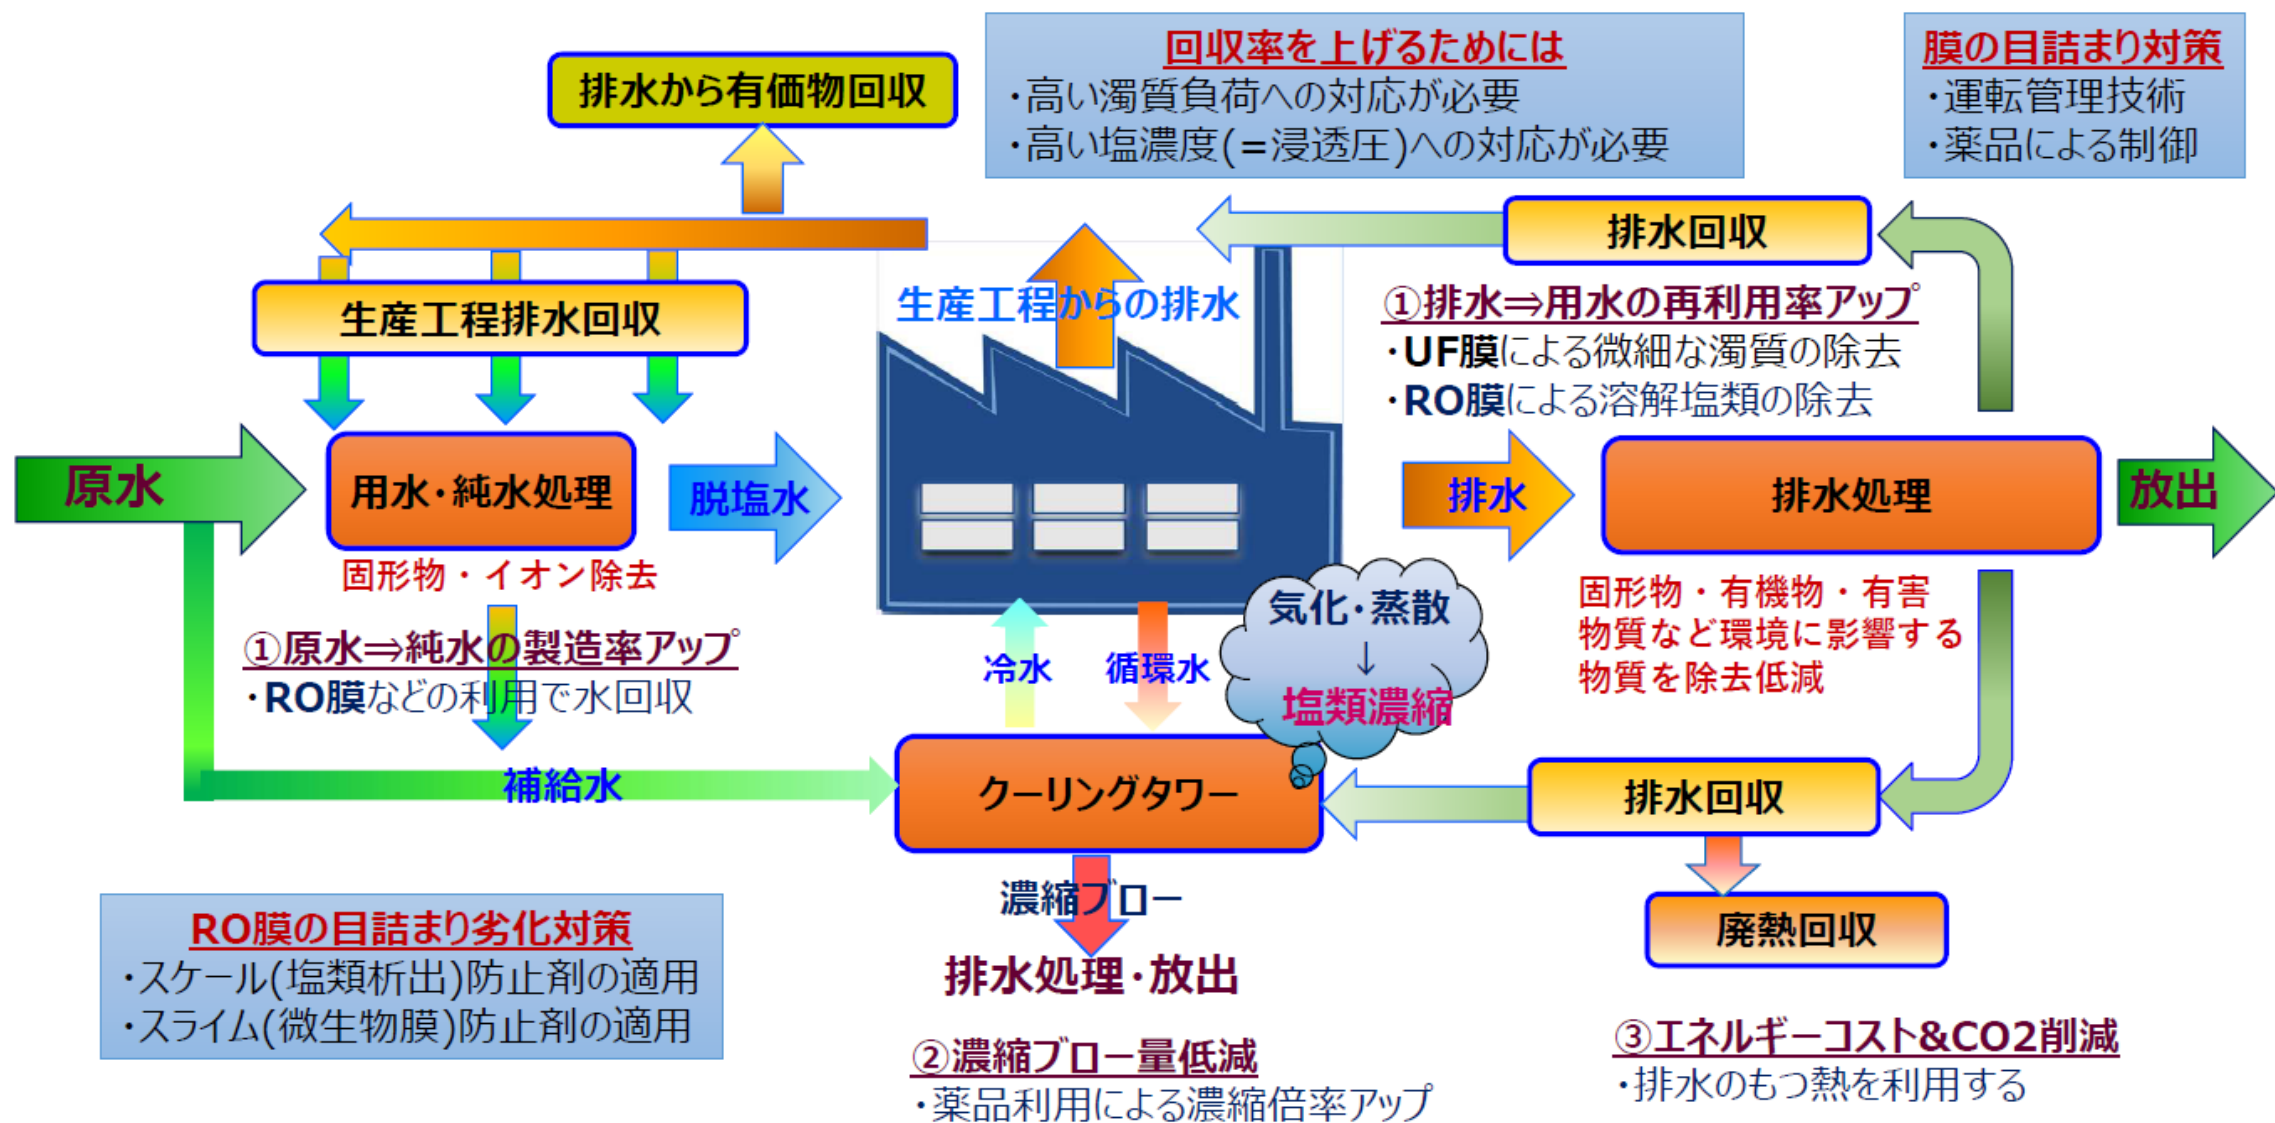 排水から有価物回収
回収率を上げるためには
・高い濁質負荷への対応が必要
・高い塩濃度(=浸透圧)への対応が必要
膜の目詰まり対策
・運転管理技術
・薬品による制御
排水回収
生産工程排水回収
生産工程からの排水
①排水⇒用水の再利用率アップ
・UF膜による微細な濁質の除去
・RO膜による溶解塩類の除去
原水
用水・純水処理
脱塩水
排水
排水処理
放出
固形物・イオン除去
①原水⇒純水の製造率アップ
・RO膜などの利用で水回収
冷水
循環水
気化・蒸散
↓
塩類濃縮
固形物・有機物・有害
物質など環境に影響する
物質を除去低減
補給水
クーリングタワー
排水回収
濃縮ブロー
排水処理・放出
廃熱回収
RO膜の目詰まり劣化対策
・スケール(塩類析出)防止剤の適用
・スライム(微生物膜)防止剤の適用
②濃縮ブロー量低減
・薬品利用による濃縮倍率アップ
③エネルギーコスト&CO2削減
・排水のもつ熱を利用する